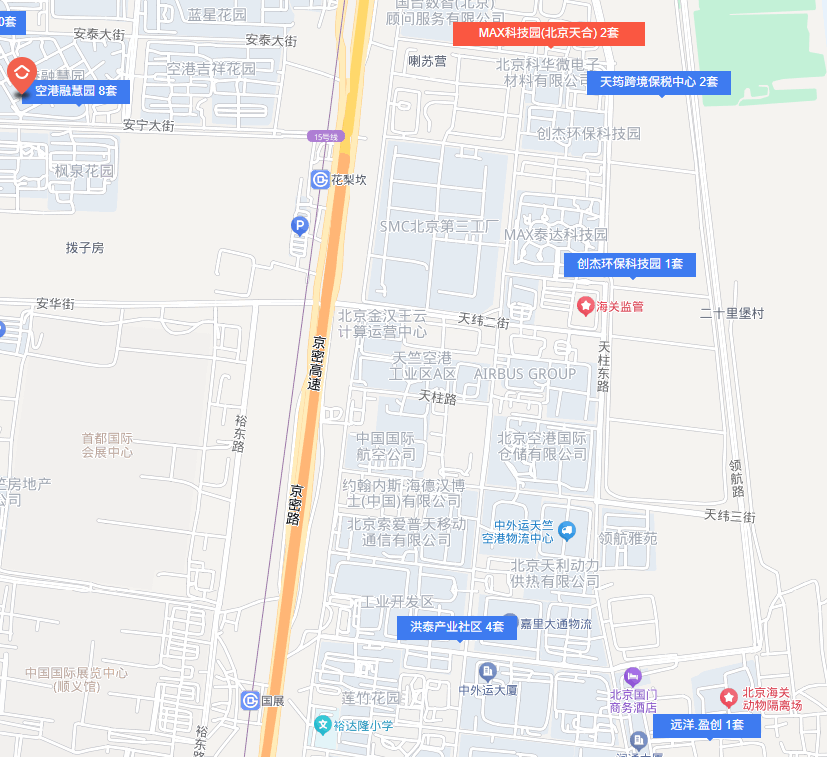 国台数智(北京)
顾问服务有限公司
蓝星花园
0套
安泰大街
安泰大街
MAX科技园(北京天合) 2套
喇苏营
北京科华微电子
材料有限公司
空港吉祥花园
融慧园
天筠跨境保税中心 2套
空港融慧园 8套
安宁大街
15号线
创杰环保科技园
枫泉花园
花梨坎
P
SMC北京第三工厂
MAX泰达科技园
拨子房
创杰环保科技园 1套
安华街
海关监管
二十里堡村
北京金汉王云
计算运营中心
天纬二街
京密高速
天竺空港
工业区A区
AIRBUS GROUP
天柱东路
天柱路
裕东路
首都国际
会展中心
中国国际
航空公司
北京空港国际
仓储有限公司
竺房地产
公司
约翰内斯·海德汉博
士(中国)有限公司
领航路
京密路
天纬三街
北京索爱普天移动
通信有限公司
中外运天竺
空港物流中心
领航雅苑
北京天利动力
供热有限公司
工业开发区
洪泰产业社区 4套
嘉里大通物流
中国国际展览中心
(顺义馆)
国展
莲竹花园
中外运大厦
北京国门
商务酒店
北京海关
动物隔离场
文
裕达隆小学
远洋.盈创 1套
裕东